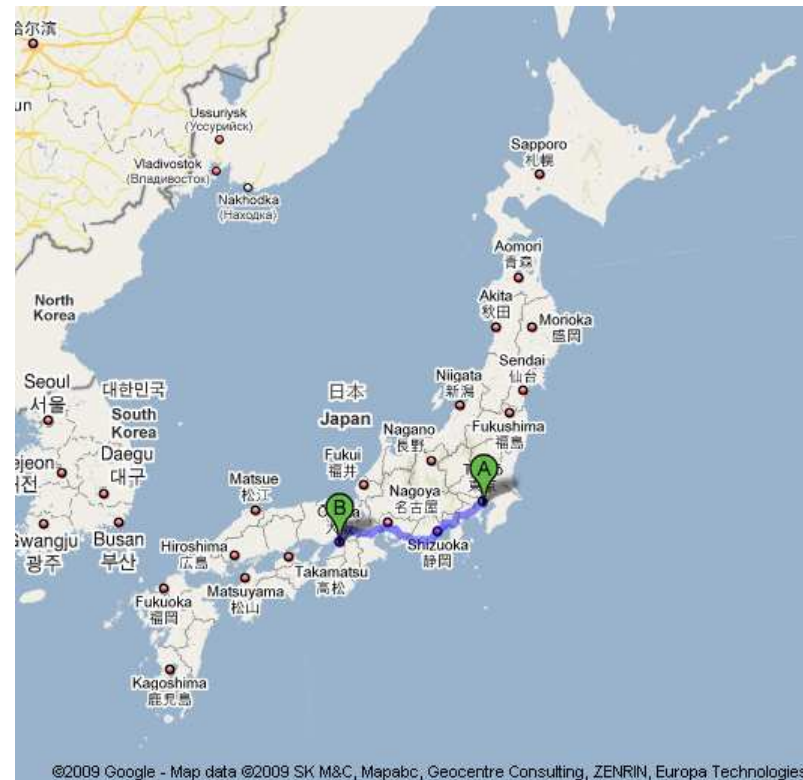 哈尔滨
un
Ussuriysk
(Уссурийск)
Vladivostok
(Владивосток)
Nakhodka
(Находка)
Sapporo
札幌
Aomori
青森
Akita
秋田
Morioka
盛岡
Sendai
仙台
North
Korea
Niigata
新潟
Fukushima
福島
Seoul
서울
대한민국
South
Korea
日本
Japan
Nagano
長野
A
Daegu
대구
Fukui
福井
ejeon
대전
Matsue
松江
Nagoya
名古屋
B
Gwangju
광주
Busan
부산
Hiroshima
広島
Shizuoka
静岡
Takamatsu
高松
Matsuyama
松山
Fukuoka
福岡
Kagoshima
鹿児島
©2009 Google - Map data ©2009 SK M&C, Mapabc, Geocentre Consulting, ZENRIN, Europa Technologies